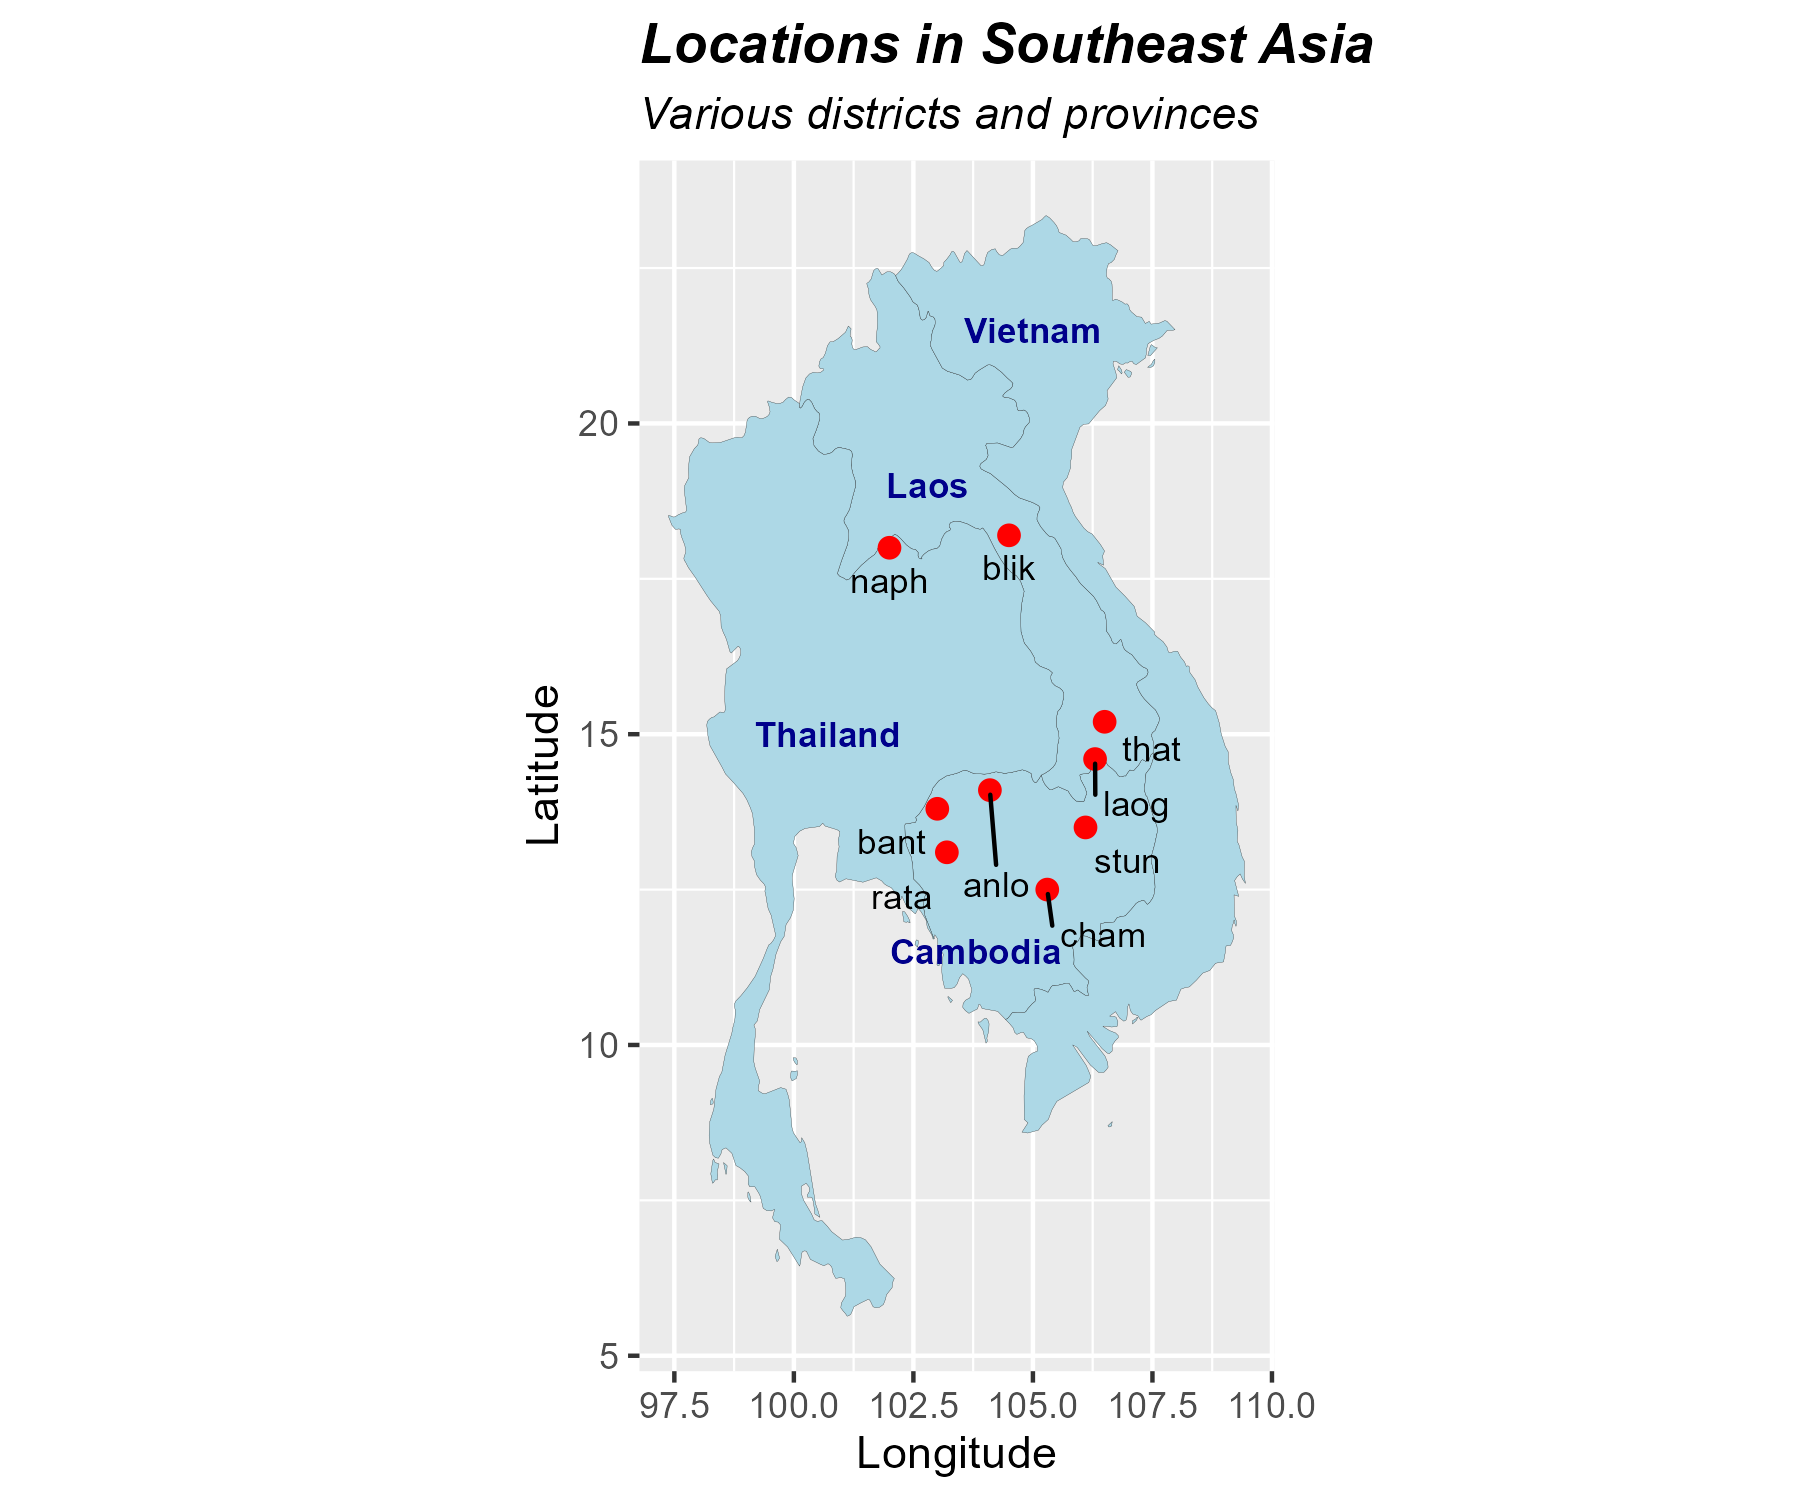 Locations in Southeast Asia
Various districts and provinces
Vietnam
20
Laos
blik
naph
Latitude
Thailand
15
that
laog
bant
stun
anlo
rata
cham
Cambodia
10
5
97.5 100.0 102.5 105.0 107.5 110.0
Longitude